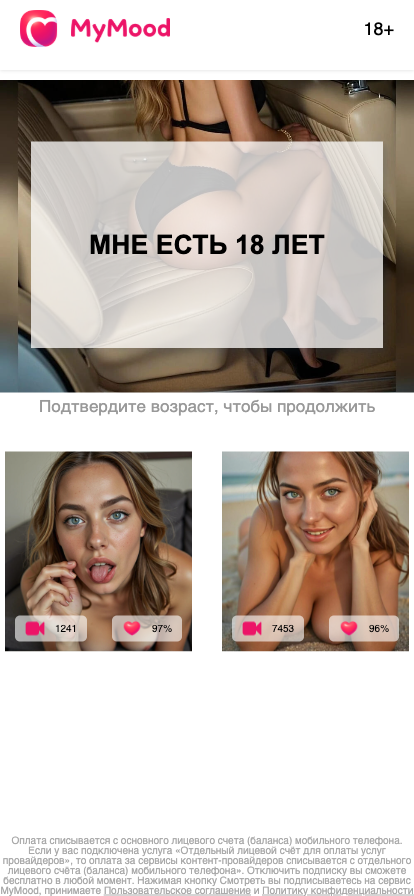 MyMood
18+
МНЕ ЕСТЬ 18 ЛЕТ
Подтвердите возраст, чтобы продолжить
1241 97% 7453 96%
Оплата списывается с основного лицевого счета (баланса) мобильного телефона.
Если у вас подключена услуга «Отдельный лицевой счёт для оплаты услуг
провайдеров», то оплата за сервисы контент-провайдеров списывается с отдельного
лицевого счёта (баланса) мобильного телефона». Отключить подписку вы сможете
бесплатно в любой момент. Нажимая кнопку Смотреть вы подписываетесь на сервис
MyMood, принимаете Пользовательское соглашение и Политику конфиденциальности